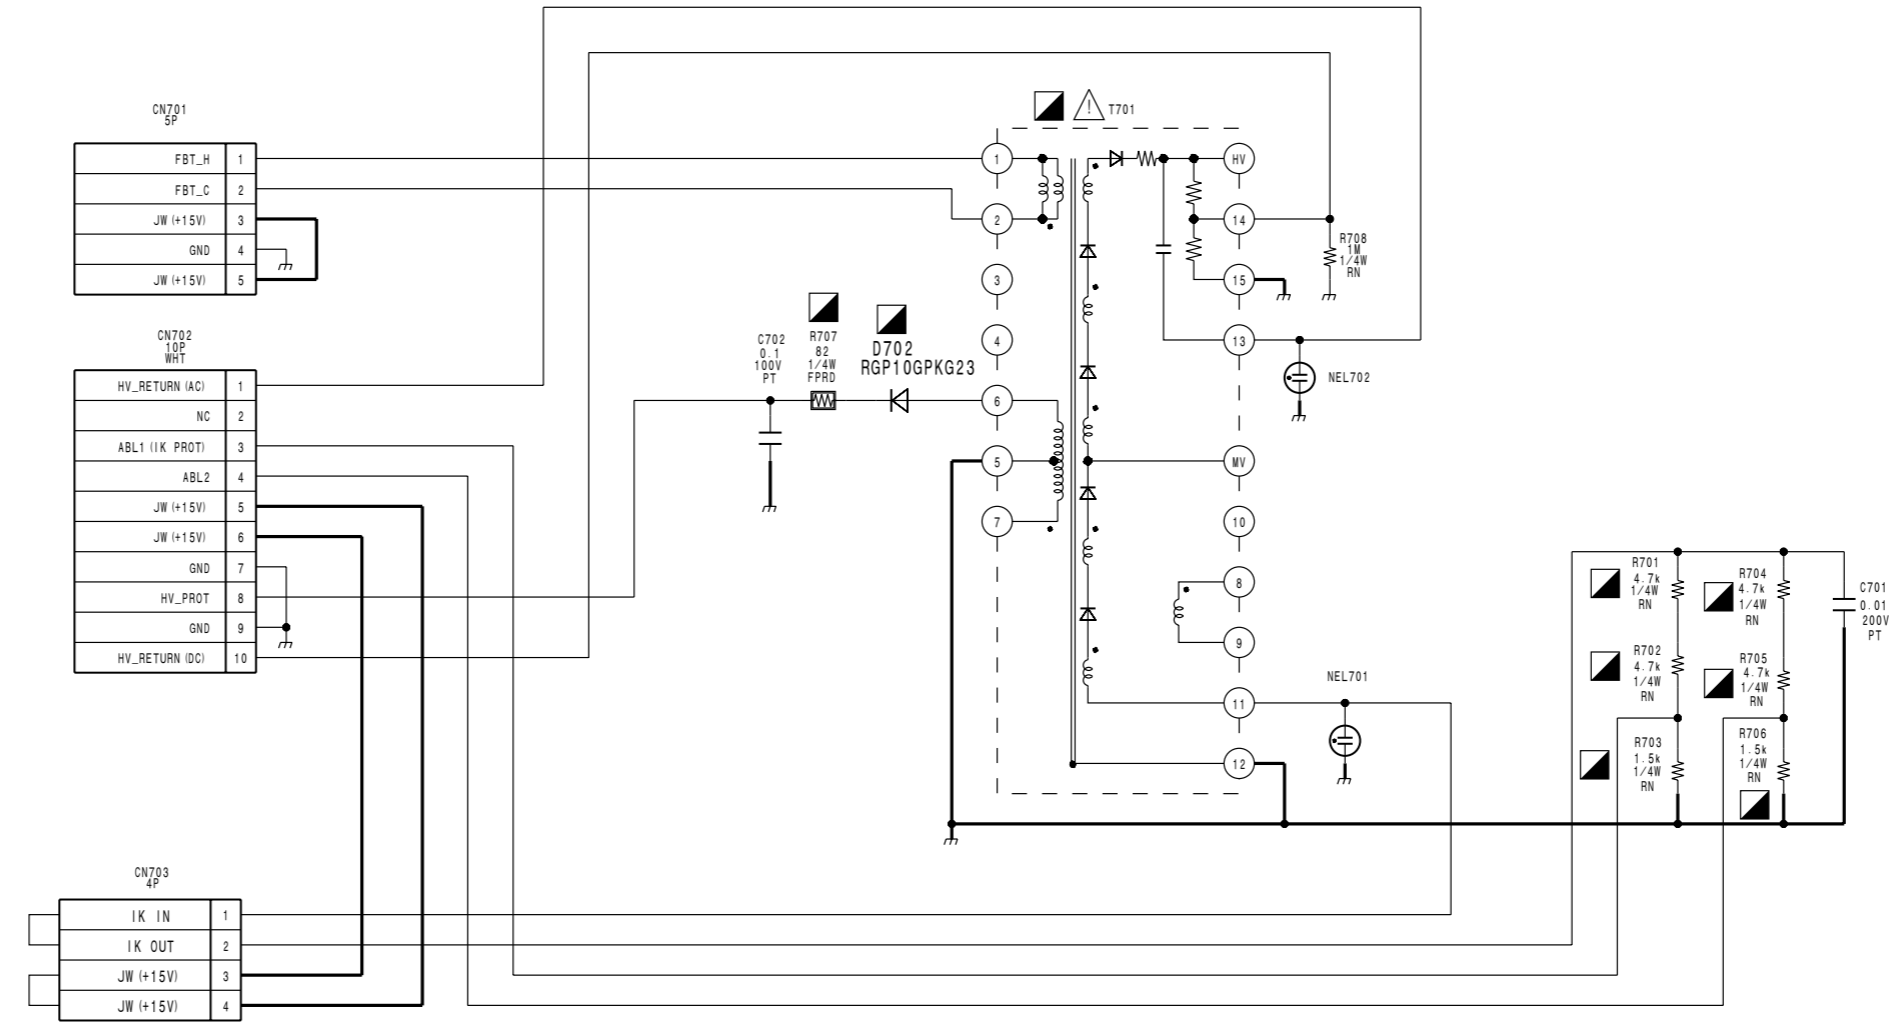 CN701
5P
FBT_H 1
FBT_C 2
JW(+15V) 3
GND 4
JW(+15V) 5
CN702
10P
WHT
HV_RETURN(AC) 1
NC 2
ABL1(IK PROT) 3
ABL2 4
JW(+15V) 5
JW(+15V) 6
GND 7
HV_PROT 8
GND 9
HV_RETURN(DC) 10
CN703
4P
IK IN 1
IK OUT 2
JW(+15V) 3
JW(+15V) 4
C702
0.1
100V
PT
R707
82
1/4W
FPRD
D702
RGP10GPKG23
! T701
1
2
3
4
6
5
7
HV
14
15
13
MV
10
8
9
11
12
R708
1M
1/4W
RN
NEL702
NEL701
R701
4.7k
1/4W
RN
R702
4.7k
1/4W
RN
R703
1.5k
1/4W
RN
R704
4.7k
1/4W
RN
R705
4.7k
1/4W
RN
R706
1.5k
1/4W
RN
C701
0.01
200V
PT